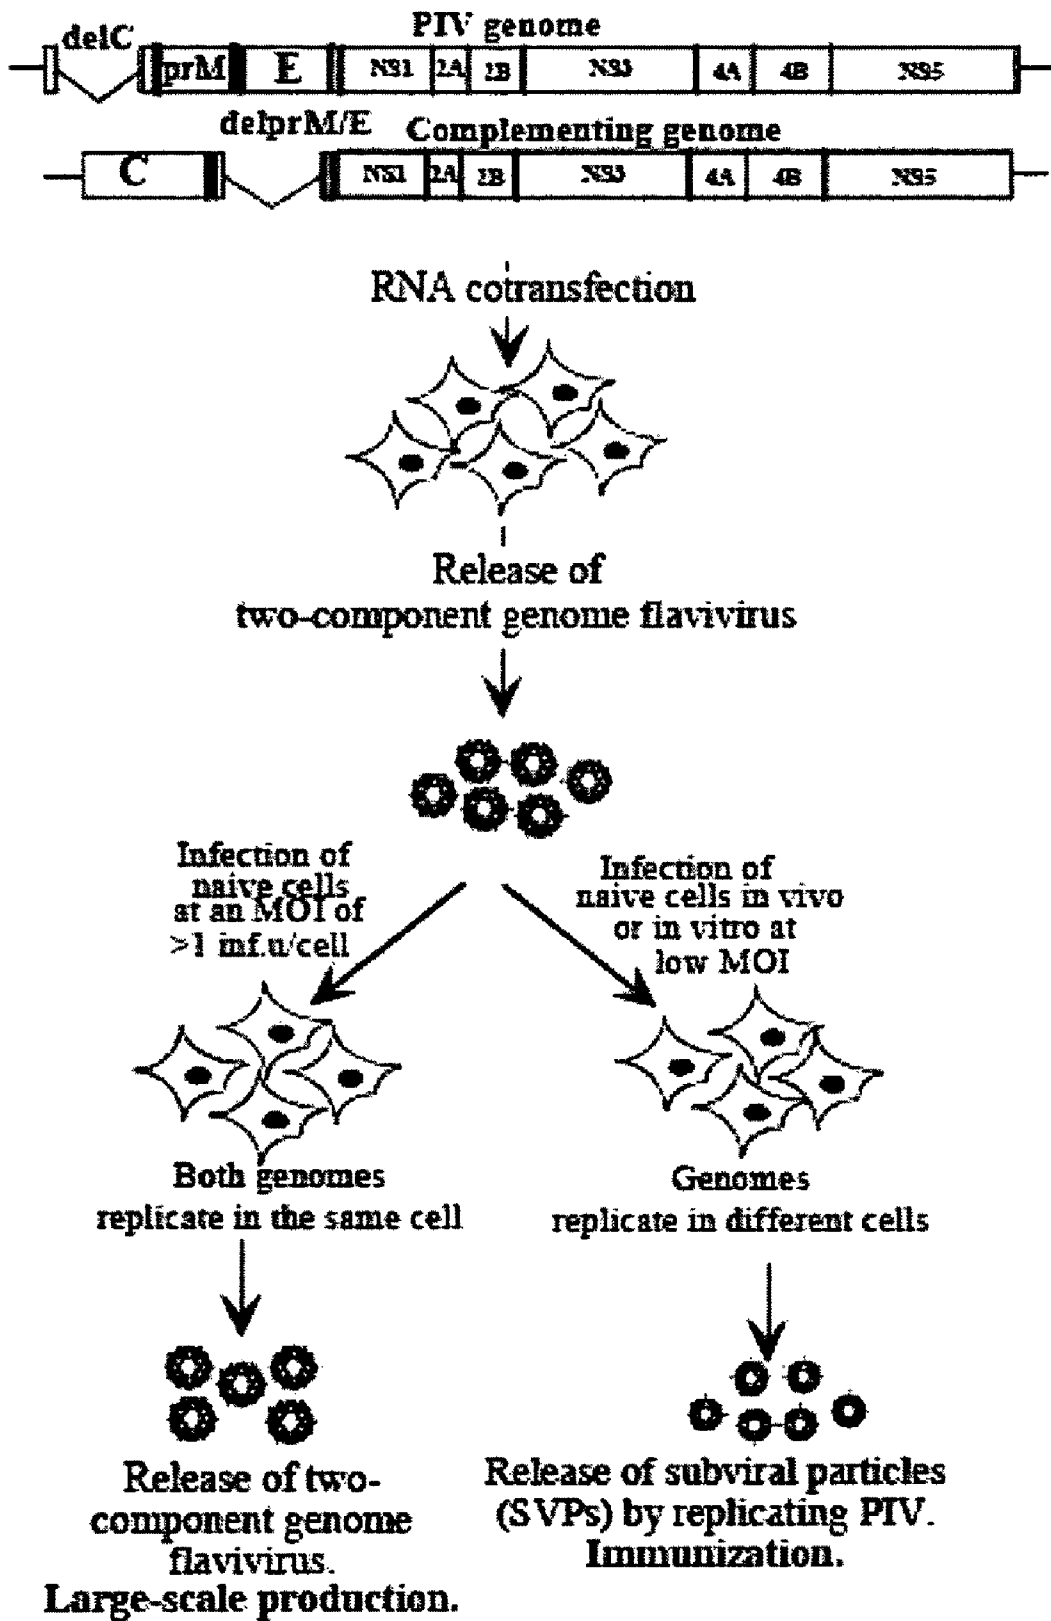 delC PIV genome
prM E NS1 2A 2B NS3 4A 4B NS5
delprM/E Complementing genome
C NS1 2A 2B NS3 4A 4B NS5
RNA cotransfection
Release of
two-component genome flavivirus
Infection of
naive cells
at an MOI of
>1 inf.u/cell
Infection of
naive cells in vivo
or in vitro at
low MOI
Both genomes
replicate in the same cell
Genomes
replicate in different cells
Release of two-
component genome
flavivirus.
Large-scale production.
Release of subviral particles
(SVPs) by replicating PIV.
Immunization.